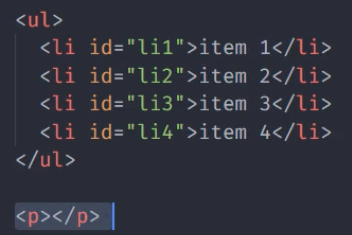 <ul>
<li id="li1">item 1</li>
<li id="li2">item 2</li>
<li id="li3">item 3</li>
<li id="li4">item 4</li>
</ul>
<p></p>